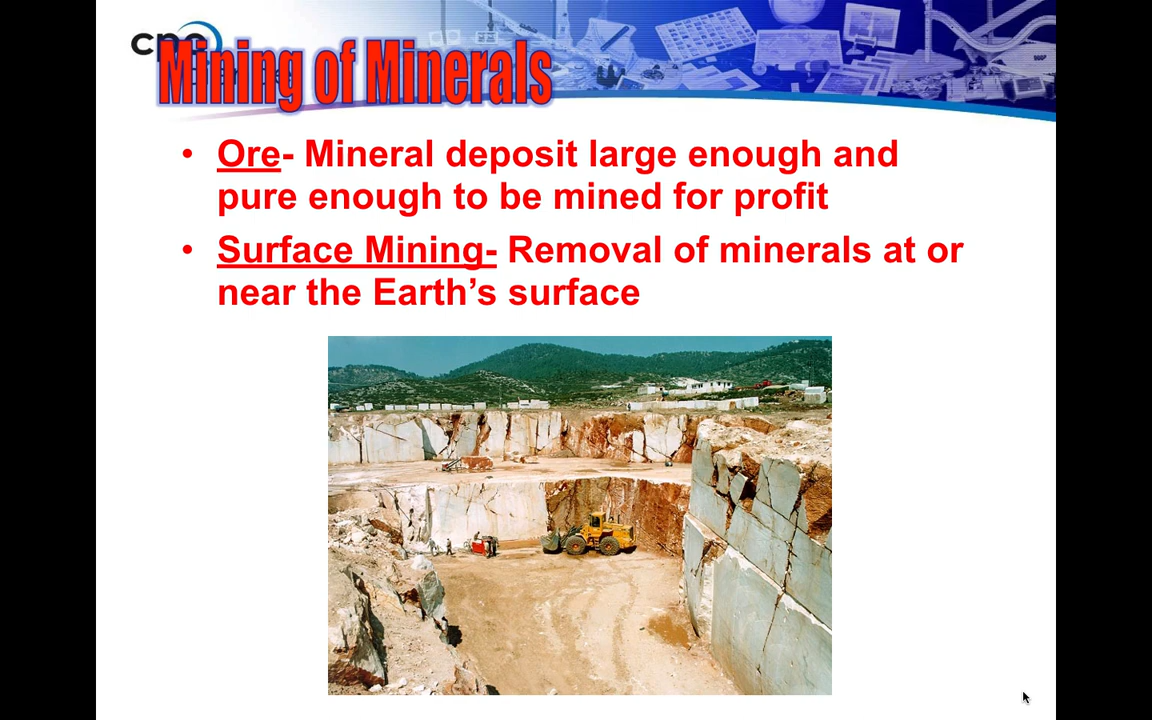 Mining of Minerals
• Ore- Mineral deposit large enough and
pure enough to be mined for profit
• Surface Mining- Removal of minerals at or
near the Earth’s surface